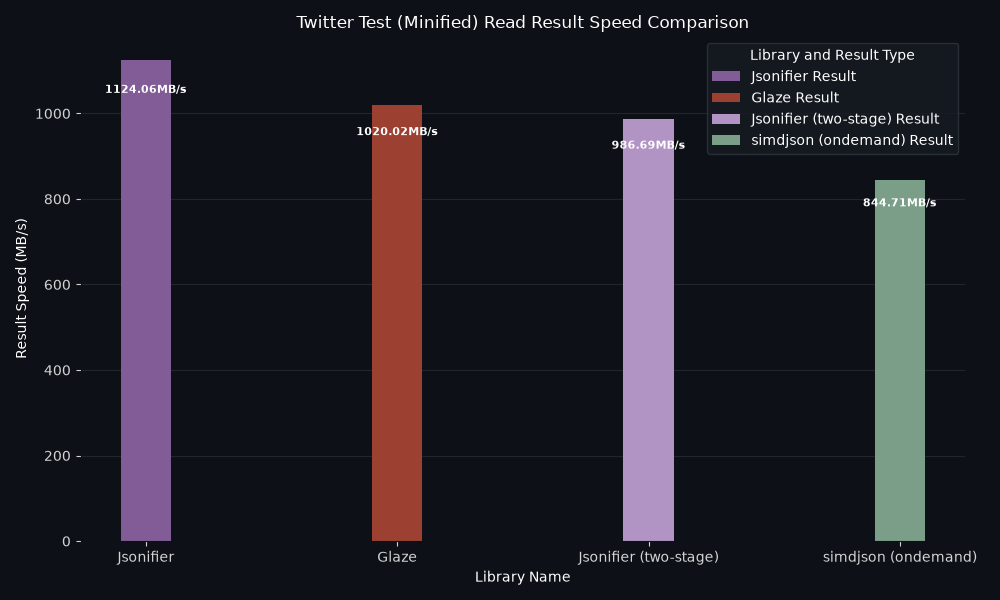 Twitter Test (Minified) Read Result Speed Comparison
Library and Result Type
Jsonifier Result
Glaze Result
Jsonifier (two-stage) Result
simdjson (ondemand) Result
1124.06MB/s
1020.02MB/s
986.69MB/s
844.71MB/s
Result Speed (MB/s)
1000
800
600
400
200
0
Jsonifier
Glaze
Jsonifier (two-stage)
simdjson (ondemand)
Library Name